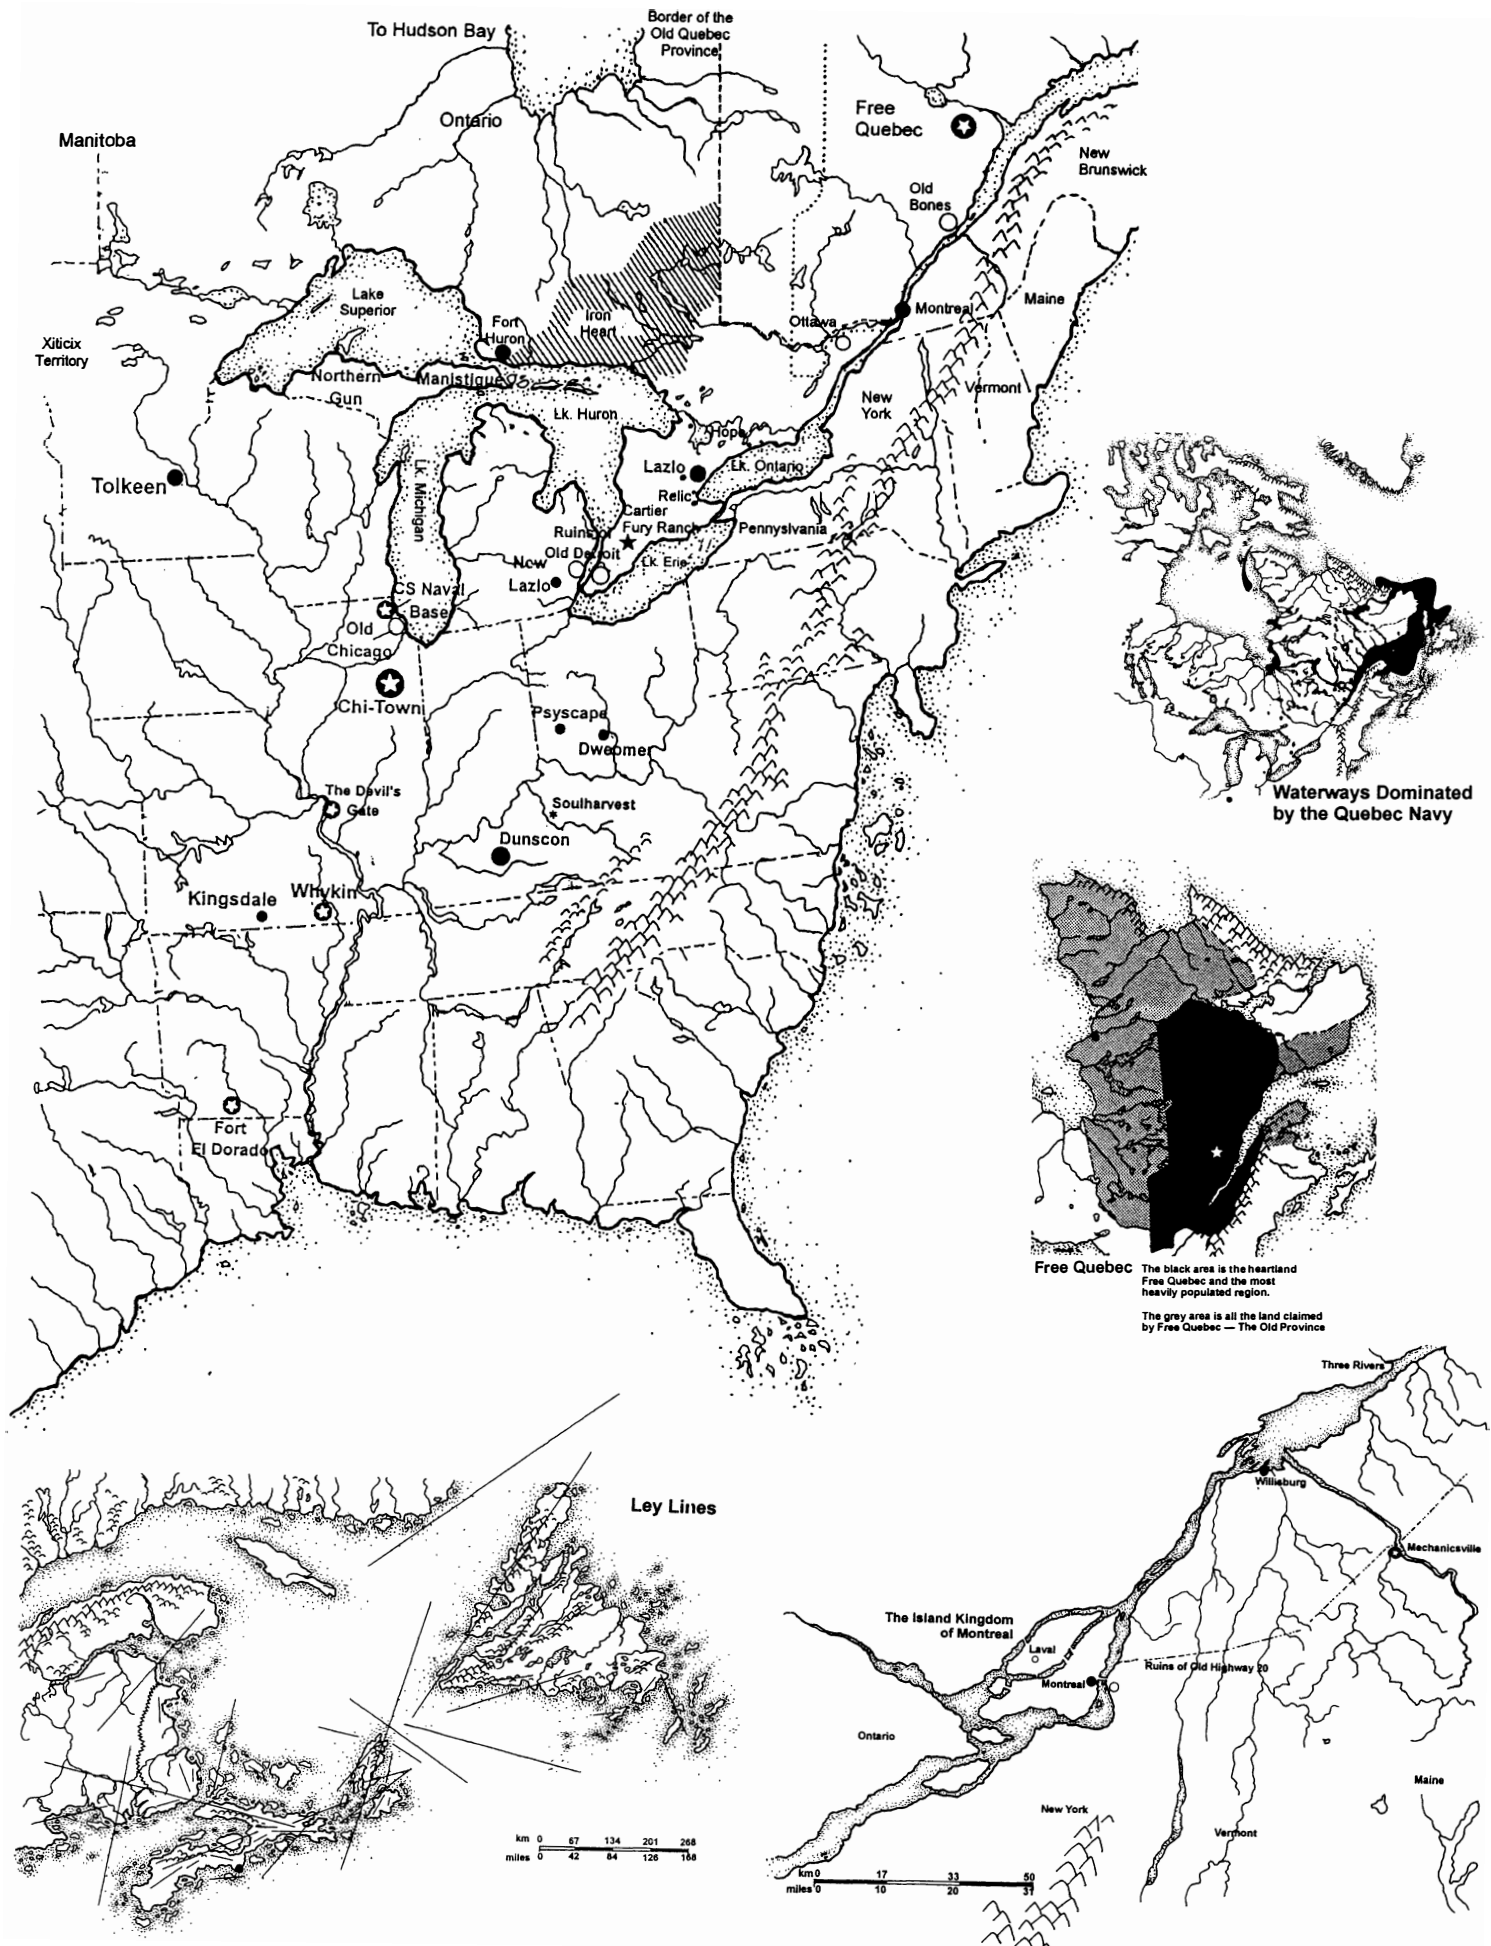 To Hudson Bay
Border of the
Old Quebec
Province
Ontario
Manitoba
Free
Quebec
New
Brunswick
Old
Bones
Lake
Superior
Iron
Heart
Fort
Huron
Ottawa
Montreal
Maine
Xiticix
Territory
Northern
Gun
Manistique
Lk. Huron
New
York
Vermont
Hope
Lazlo
Lk. Ontario
Relic
Tolkeen
Lk. Michigan
Cartier
Fury Ranch
Pennyslvania
Ruins of
Old Detroit
Lk. Erie
New
Lazlo
CS Naval
Base
Old
Chicago
Chi-Town
Psyscape
Dweomer
The Devil's
Gate
Soulharvest
*
Dunscon
Kingsdale
Whykin
Fort
El Dorado
Waterways Dominated
by the Quebec Navy
Free Quebec
The black area is the heartland
Free Quebec and the most
heavily populated region.
The grey area is all the land claimed
by Free Quebec — The Old Province
Ley Lines
km 0 67 134 201 268
miles 0 42 84 126 168
Three Rivers
Willisburg
Mechanicsville
The Island Kingdom
of Montreal
Laval
Montreal
Ruins of Old Highway 20
Ontario
Maine
New York
Vermont
km 0 17 33 50
miles 0 10 20 31